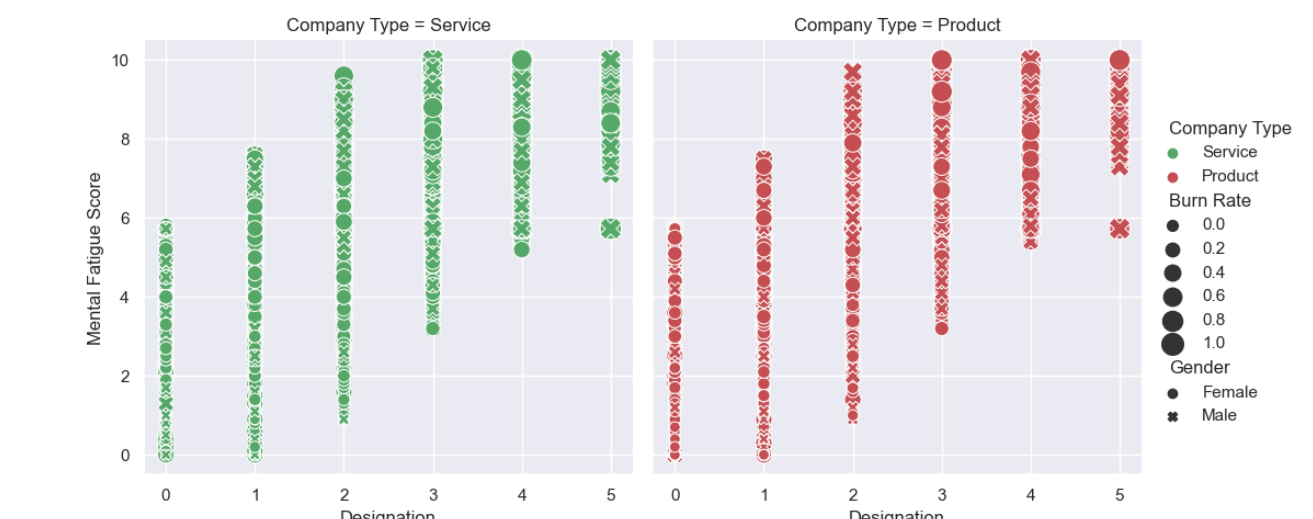 Company Type = Service
Company Type = Product
Mental Fatigue Score
10
8
6
4
2
0
0 1 2 3 4 5
0 1 2 3 4 5
Designation
Designation
Company Type
Service
Product
Burn Rate
0.0
0.2
0.4
0.6
0.8
1.0
Gender
Female
Male